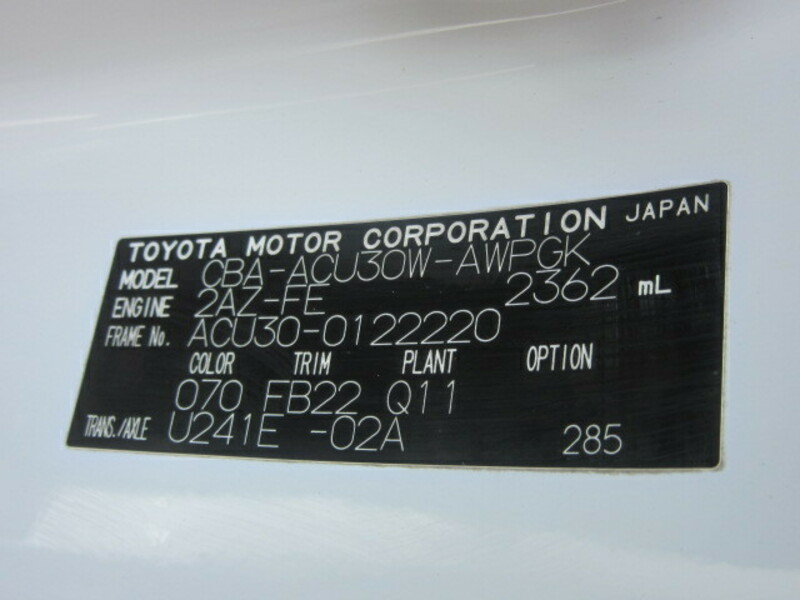 TOYOTA MOTOR CORPORATION JAPAN
MODEL CBA-ACU30W-AWPGK
ENGINE 2AZ-FE 2362 mL
FRAME No. ACU30-0122220
COLOR TRIM PLANT OPTION
070 FB22 Q11
TRANS./AXLE U241E -02A 285